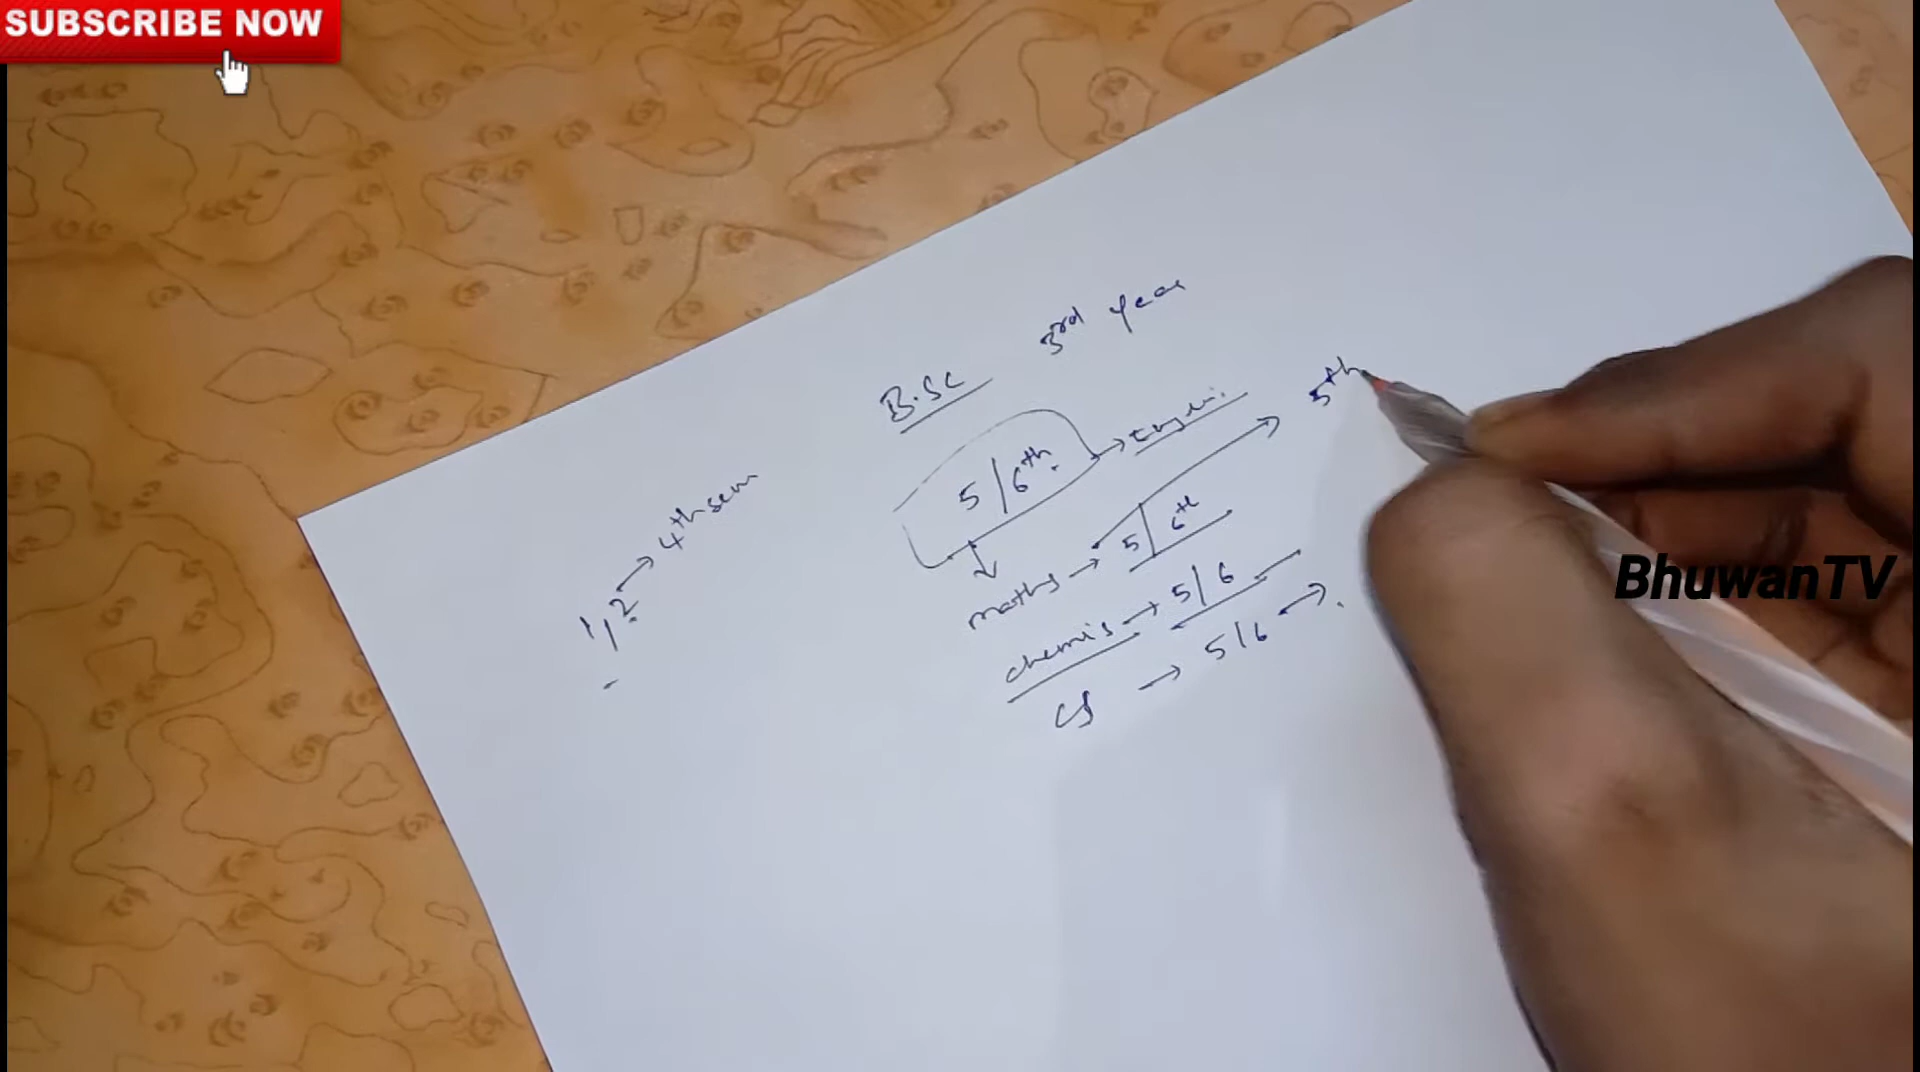 SUBSCRIBE NOW
B.Sc 3rd year
5/6th →
1/2 → 4th sem
maths → 5/6th → 5th
chemis → 5/6
CS → 5/6 →
BhuwanTV